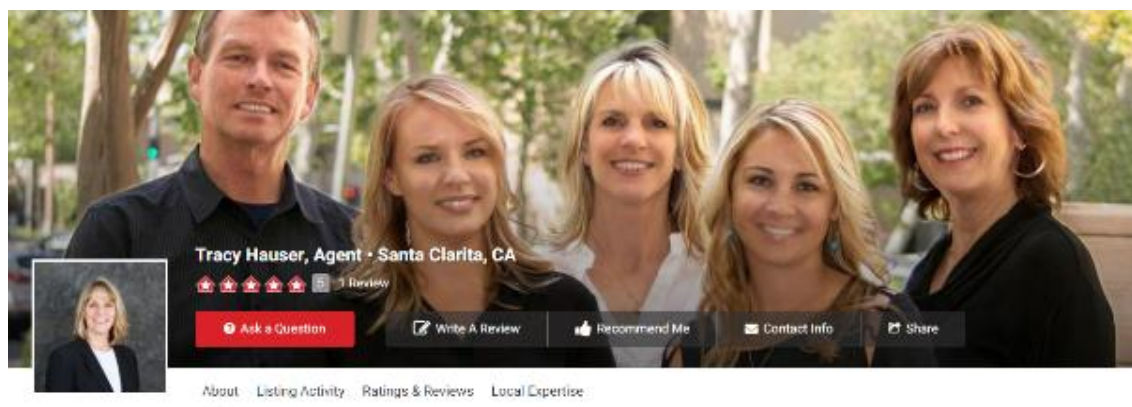 Tracy Hauser, Agent • Santa Clarita, CA
5 1 Review
Ask a Question Write A Review Recommend Me Contact Info Share
About Listing Activity Ratings & Reviews Local Expertise